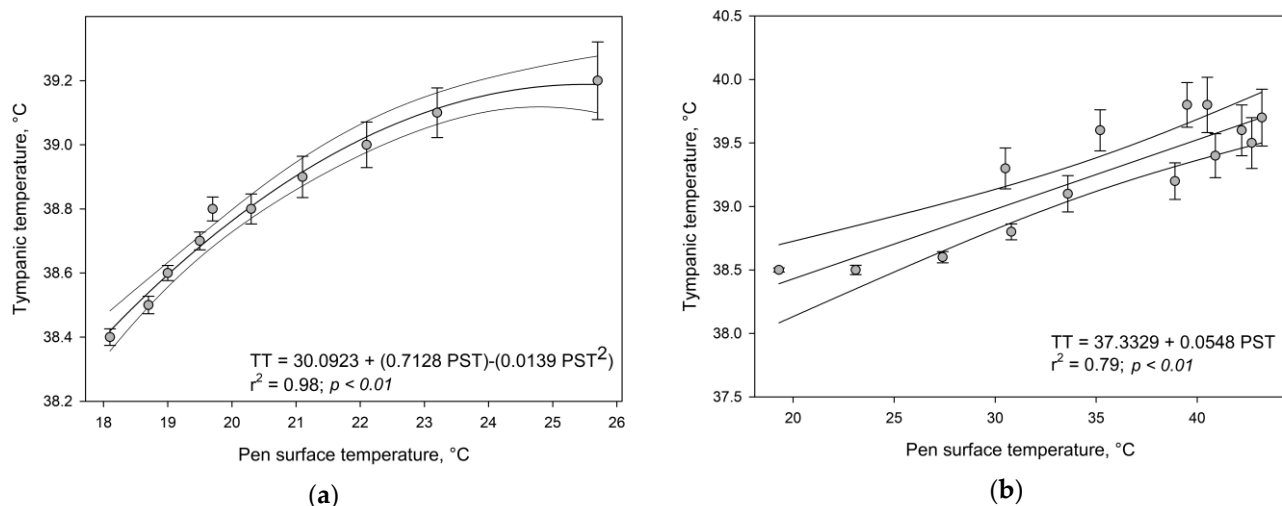 39.2
39.0
38.8
38.6
38.4
38.2
Tympanic temperature, °C
TT = 30.0923 + (0.7128 PST)-(0.0139 PST²)
r² = 0.98; p < 0.01
18 19 20 21 22 23 24 25 26
Pen surface temperature, °C
(a)
40.5
40.0
39.5
39.0
38.5
38.0
37.5
Tympanic temperature, °C
TT = 37.3329 + 0.0548 PST
r² = 0.79; p < 0.01
20 25 30 35 40
Pen surface temperature, °C
(b)